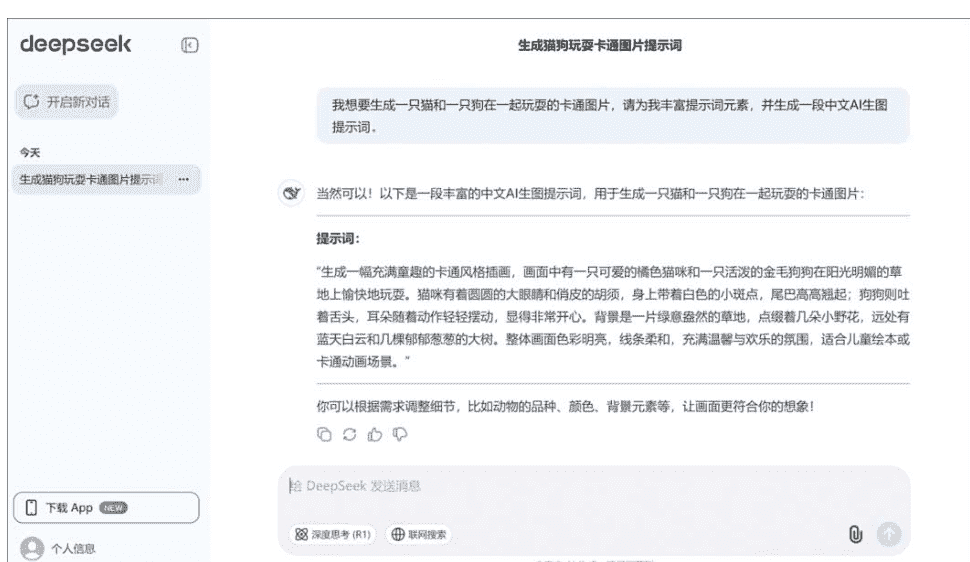 deepseek
生成猫狗玩耍卡通图片提示词
开启新对话
我想要生成一只猫和一只狗在一起玩耍的卡通图片，请为我丰富提示词元素，并生成一段中文AI生图
提示词。
今天
生成猫狗玩耍卡通图片提示词
当然可以！以下是一段丰富的中文AI生图提示词，用于生成一只猫和一只狗在一起玩耍的卡通图片：
提示词：
“生成一幅充满童趣的卡通风格插画，画面中有一只可爱的橘色猫咪和一只活泼的金毛狗狗在阳光明媚的草
地上愉快地玩耍。猫咪有着圆圆的大眼睛和俏皮的胡须，身上带着白色的小斑点，尾巴高高翘起；狗狗则吐
着舌头，耳朵随着动作轻轻摆动，显得非常开心。背景是一片绿意盎然的草地，点缀着几朵小野花，远处有
蓝天白云和几棵郁郁葱葱的大树。整体画面色彩明亮，线条柔和，充满温馨与欢乐的氛围，适合儿童绘本或
卡通动画场景。”
你可以根据需求调整细节，比如动物的品种、颜色、背景元素等，让画面更符合你的想象！
给 DeepSeek 发送消息
下载 App NEW
深度思考 (R1) 联网搜索
个人信息